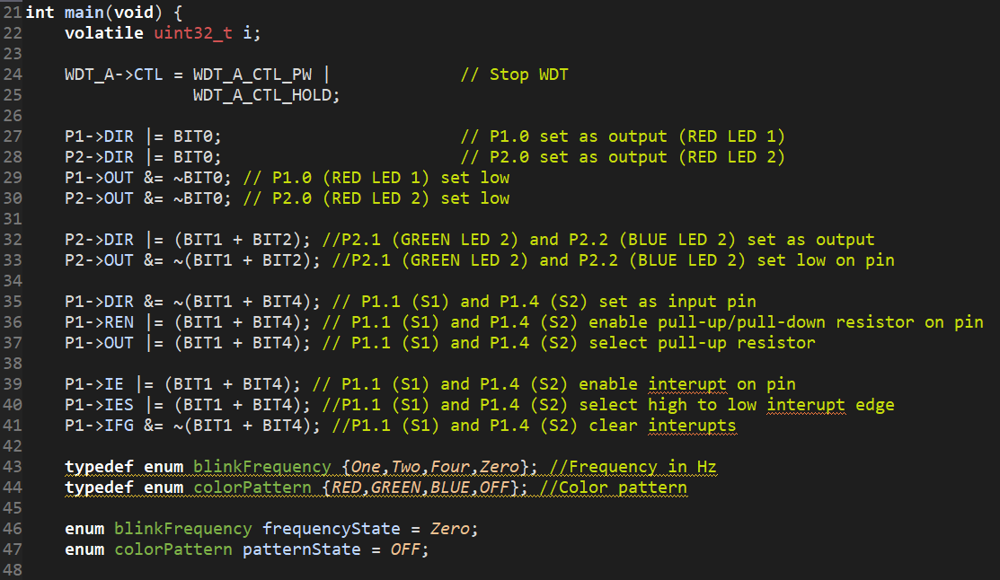 21 int main(void) {
22     volatile uint32_t i;
23
24     WDT_A->CTL = WDT_A_CTL_PW |             // Stop WDT
25                  WDT_A_CTL_HOLD;
26
27     P1->DIR |= BIT0;                        // P1.0 set as output (RED LED 1)
28     P2->DIR |= BIT0;                        // P2.0 set as output (RED LED 2)
29     P1->OUT &= ~BIT0; // P1.0 (RED LED 1) set low
30     P2->OUT &= ~BIT0; // P2.0 (RED LED 2) set low
31
32     P2->DIR |= (BIT1 + BIT2); //P2.1 (GREEN LED 2) and P2.2 (BLUE LED 2) set as output
33     P2->OUT &= ~(BIT1 + BIT2); //P2.1 (GREEN LED 2) and P2.2 (BLUE LED 2) set low on pin
34
35     P1->DIR &= ~(BIT1 + BIT4); // P1.1 (S1) and P1.4 (S2) set as input pin
36     P1->REN |= (BIT1 + BIT4); // P1.1 (S1) and P1.4 (S2) enable pull-up/pull-down resistor on pin
37     P1->OUT |= (BIT1 + BIT4); // P1.1 (S1) and P1.4 (S2) select pull-up resistor
38
39     P1->IE |= (BIT1 + BIT4); // P1.1 (S1) and P1.4 (S2) enable interupt on pin
40     P1->IES |= (BIT1 + BIT4); //P1.1 (S1) and P1.4 (S2) select high to low interupt edge
41     P1->IFG &= ~(BIT1 + BIT4); //P1.1 (S1) and P1.4 (S2) clear interupts
42
43     typedef enum blinkFrequency {One,Two,Four,Zero}; //Frequency in Hz
44     typedef enum colorPattern {RED,GREEN,BLUE,OFF}; //Color pattern
45
46     enum blinkFrequency frequencyState = Zero;
47     enum colorPattern patternState = OFF;
48